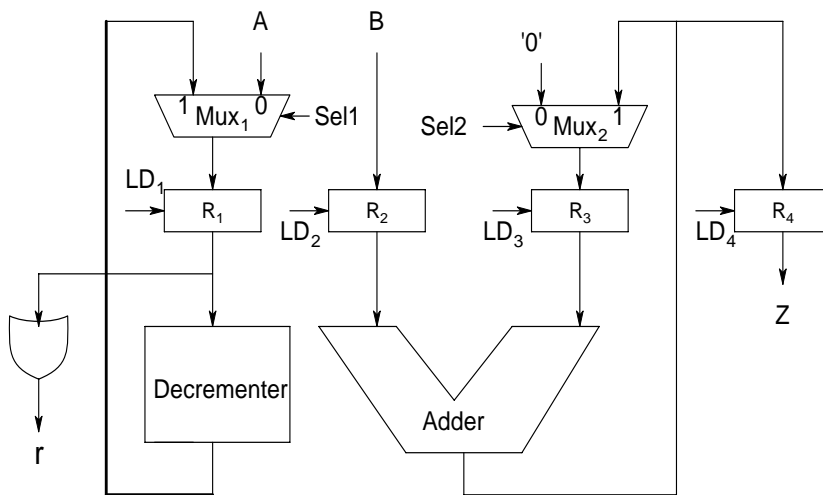 A B '0'
1 0
Mux₁
Sel1
Sel2
0 1
Mux₂
LD₁
R₁
LD₂
R₂
LD₃
R₃
LD₄
R₄
Z
Decrementer
Adder
r